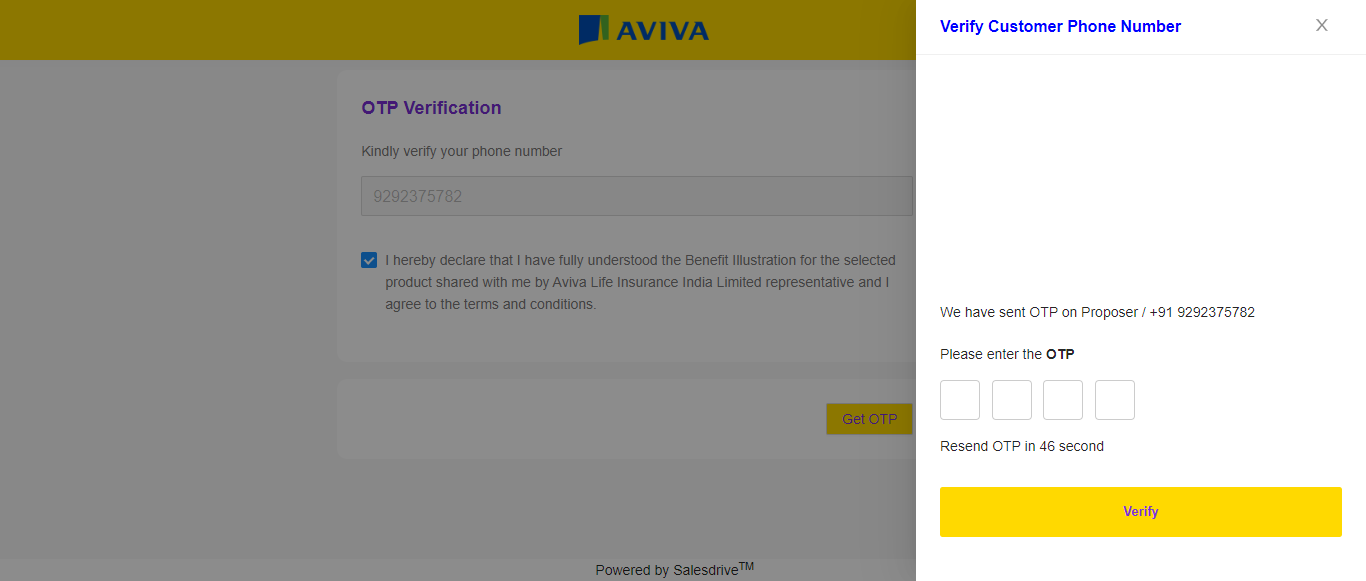 AVIVA
OTP Verification
Kindly verify your phone number
9292375782
I hereby declare that I have fully understood the Benefit Illustration for the selected
product shared with me by Aviva Life Insurance India Limited representative and I
agree to the terms and conditions.
Get OTP
Powered by Salesdrive™
Verify Customer Phone Number
X
We have sent OTP on Proposer / +91 9292375782
Please enter the OTP
Resend OTP in 46 second
Verify